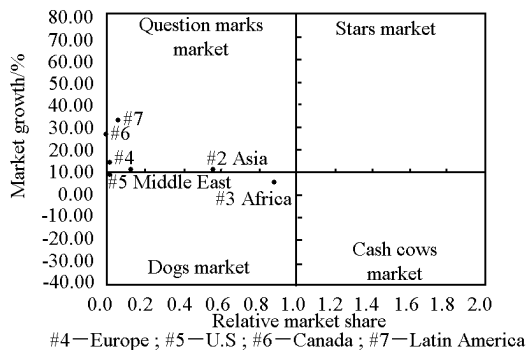 80.00
70.00
60.00
50.00
40.00
30.00
20.00
10.00
0.00
-10.00
-20.00
-30.00
-40.00
Market growth/%
Question marks
market
Stars market
#7
#6
#4
#2 Asia
#5 Middle East
#3 Africa
Dogs market
Cash cows
market
0.0 0.2 0.4 0.6 0.8 1.0 1.2 1.4 1.6 1.8 2.0
Relative market share
#4—Europe ; #5—U.S ; #6—Canada ; #7—Latin America